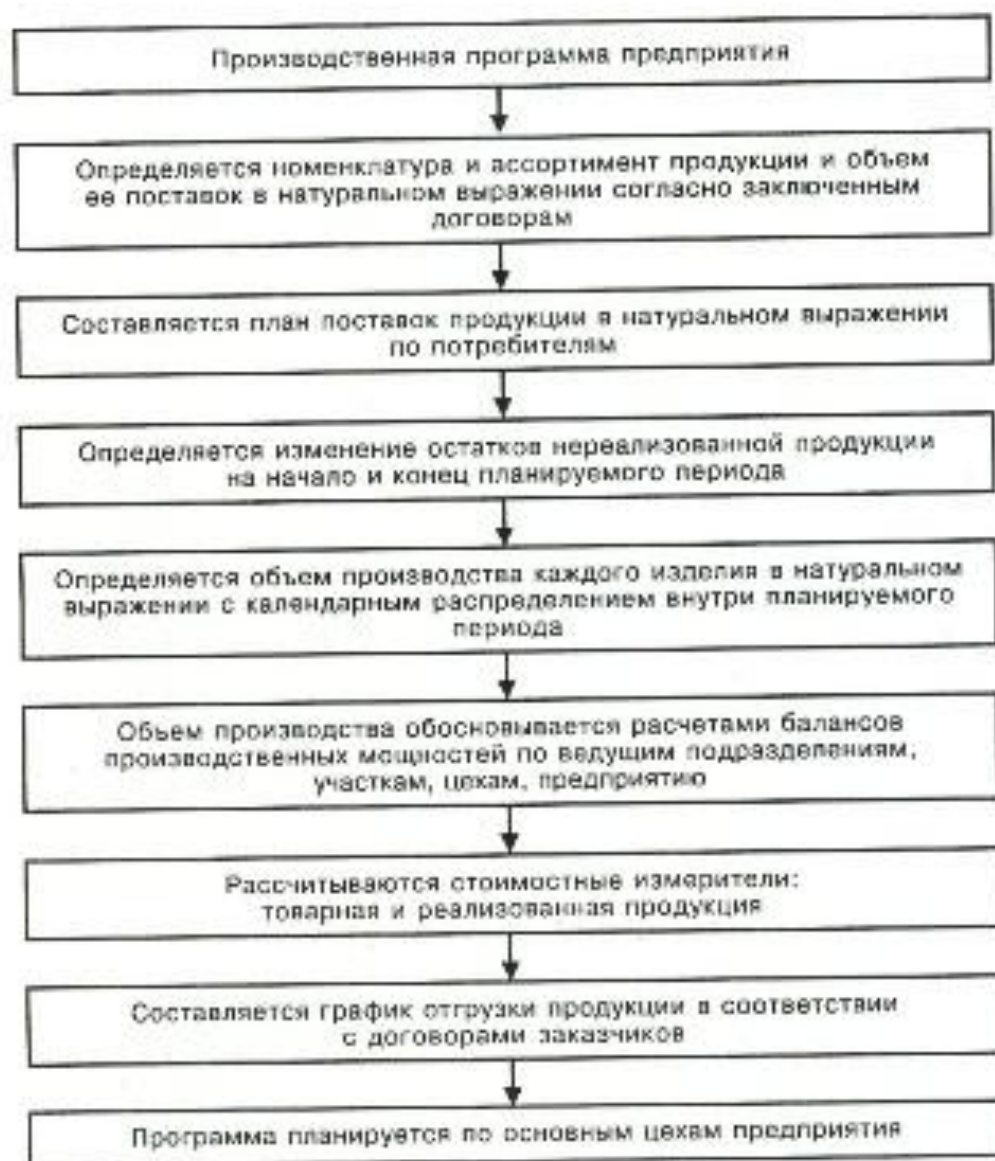 Производственная программа предприятия
Определяется номенклатура и ассортимент продукции и объем
ее поставок в натуральном выражении согласно заключенным
договорам
Составляется план поставок продукции в натуральном выражении
по потребителям
Определяется изменение остатков нереализованной продукции
на начало и конец планируемого периода
Определяется объем производства каждого изделия в натуральном
выражении с календарным распределением внутри планируемого
периода
Объем производства обосновывается расчетами балансов
производственных мощностей по ведущим подразделениям,
участкам, цехам, предприятию
Рассчитываются стоимостные измерители:
товарная и реализованная продукция
Составляется график отгрузки продукции в соответствии
с договорами заказчиков
Программа планируется по основным цехам предприятия